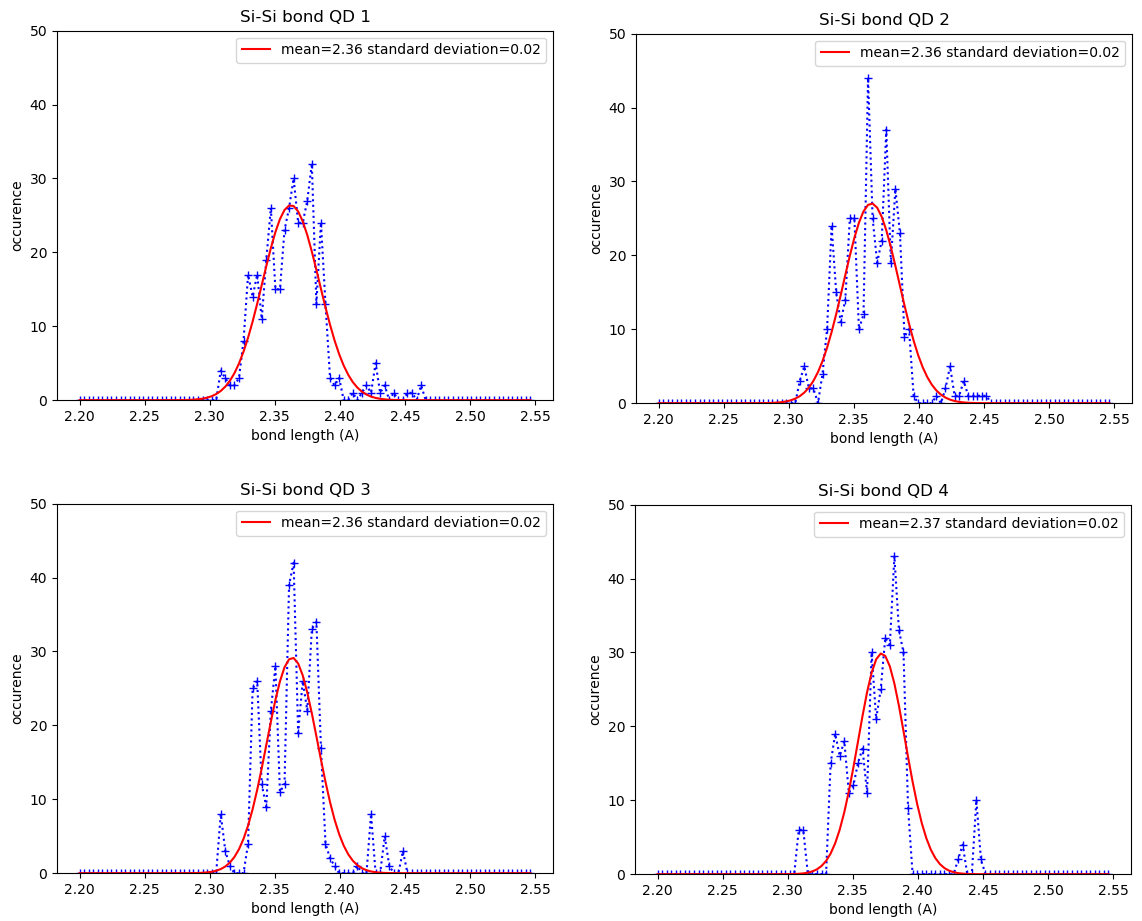 Si-Si bond QD 1
mean=2.36 standard deviation=0.02
50
40
30
20
10
0
occurence
2.20 2.25 2.30 2.35 2.40 2.45 2.50 2.55
bond length (A)
Si-Si bond QD 2
mean=2.36 standard deviation=0.02
50
40
30
20
10
0
occurence
2.20 2.25 2.30 2.35 2.40 2.45 2.50 2.55
bond length (A)
Si-Si bond QD 3
mean=2.36 standard deviation=0.02
50
40
30
20
10
0
occurence
2.20 2.25 2.30 2.35 2.40 2.45 2.50 2.55
bond length (A)
Si-Si bond QD 4
mean=2.37 standard deviation=0.02
50
40
30
20
10
0
occurence
2.20 2.25 2.30 2.35 2.40 2.45 2.50 2.55
bond length (A)